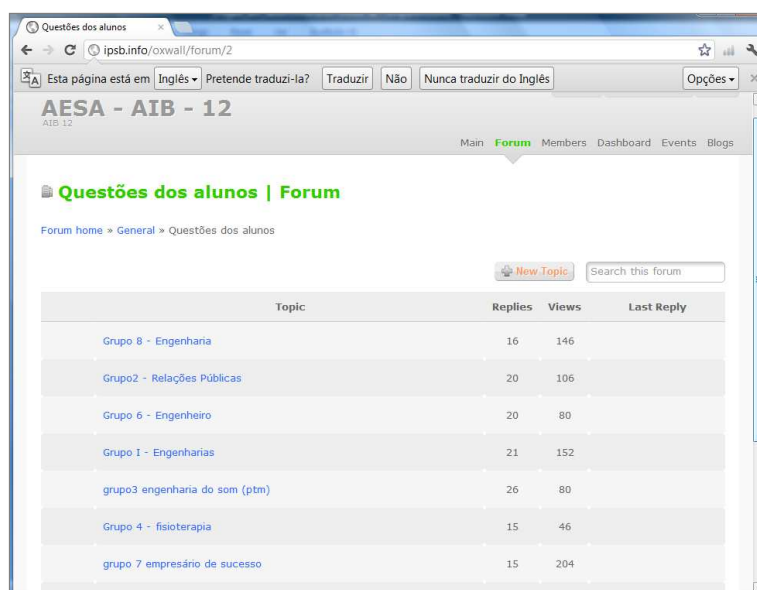 Questões dos alunos
ipsb.info/oxwall/forum/2
Esta página está em Inglês Pretende traduzi-la? Traduzir Não Nunca traduzir do Inglês Opções
AESA - AIB - 12
AIB 12
Main Forum Members Dashboard Events Blogs
Questões dos alunos | Forum
Forum home » General » Questões dos alunos
New Topic Search this forum
Topic Replies Views Last Reply
Grupo 8 - Engenharia 16 146
Grupo2 - Relações Públicas 20 106
Grupo 6 - Engenheiro 20 80
Grupo I - Engenharias 21 152
grupo3 engenharia do som (ptm) 26 80
Grupo 4 - fisioterapia 15 46
grupo 7 empresário de sucesso 15 204